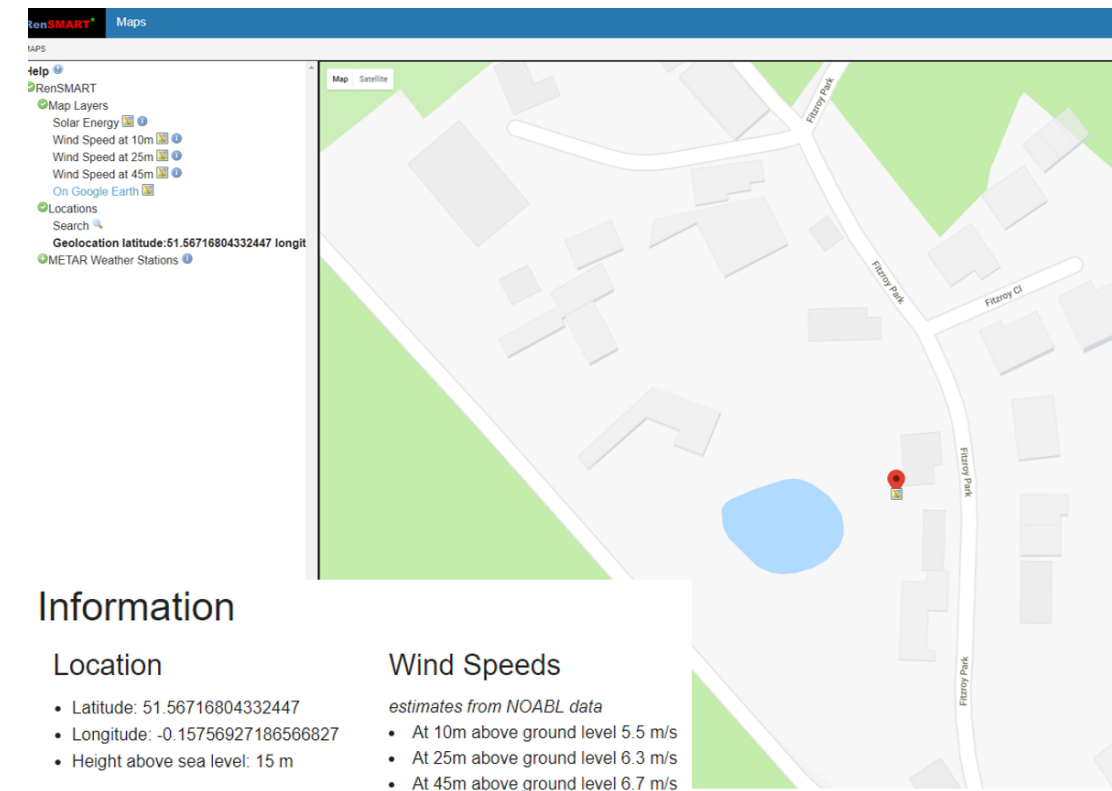 RenSMART* Maps
MAPS
Help
RenSMART
Map Layers
Solar Energy
Wind Speed at 10m
Wind Speed at 25m
Wind Speed at 45m
On Google Earth
Locations
Search
Geolocation latitude:51.56716804332447 longit
METAR Weather Stations
Map Satellite
Fitzroy Park
Fitzroy Park
Fitzroy Cl
Fitzroy Park
Fitzroy Park
Information
Location
• Latitude: 51.56716804332447
• Longitude: -0.15756927186566827
• Height above sea level: 15 m
Wind Speeds
estimates from NOABL data
• At 10m above ground level 5.5 m/s
• At 25m above ground level 6.3 m/s
• At 45m above ground level 6.7 m/s